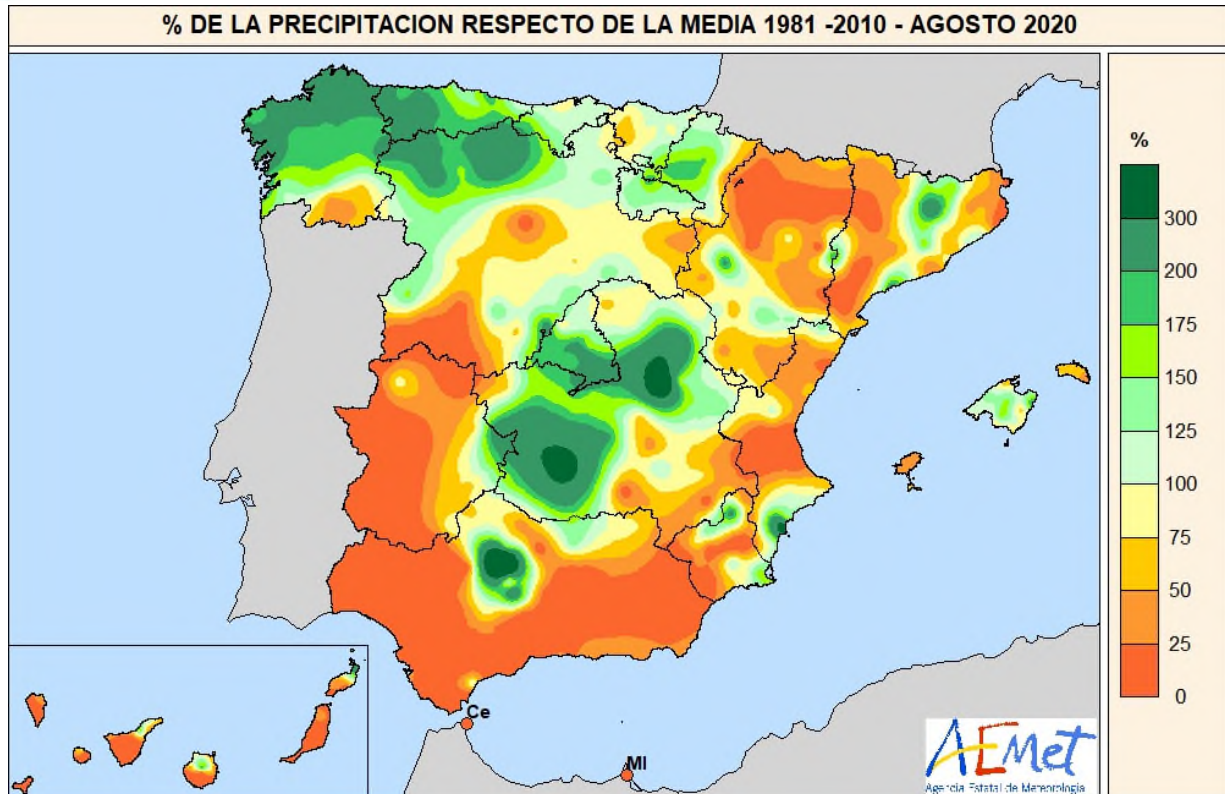 % DE LA PRECIPITACION RESPECTO DE LA MEDIA 1981 -2010 - AGOSTO 2020
%
300
200
175
150
125
100
75
50
25
0
Ce
Ml
AEMet
Agencia Estatal de Meteorología